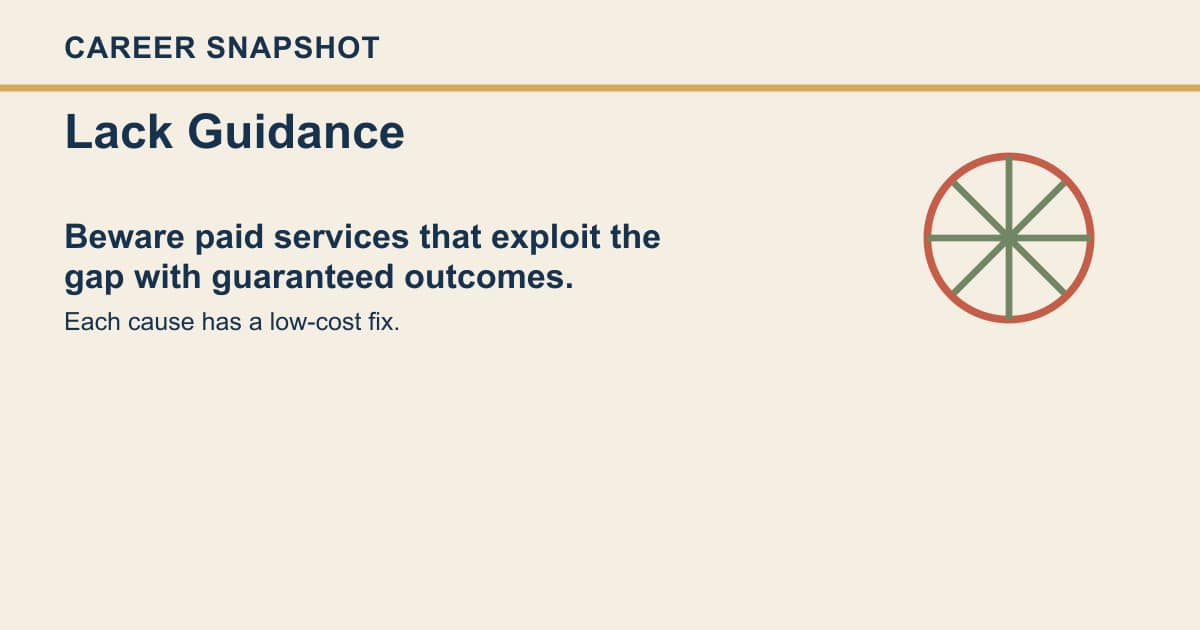 CAREER SNAPSHOT
Lack Guidance
Beware paid services that exploit the
gap with guaranteed outcomes.
Each cause has a low-cost fix.